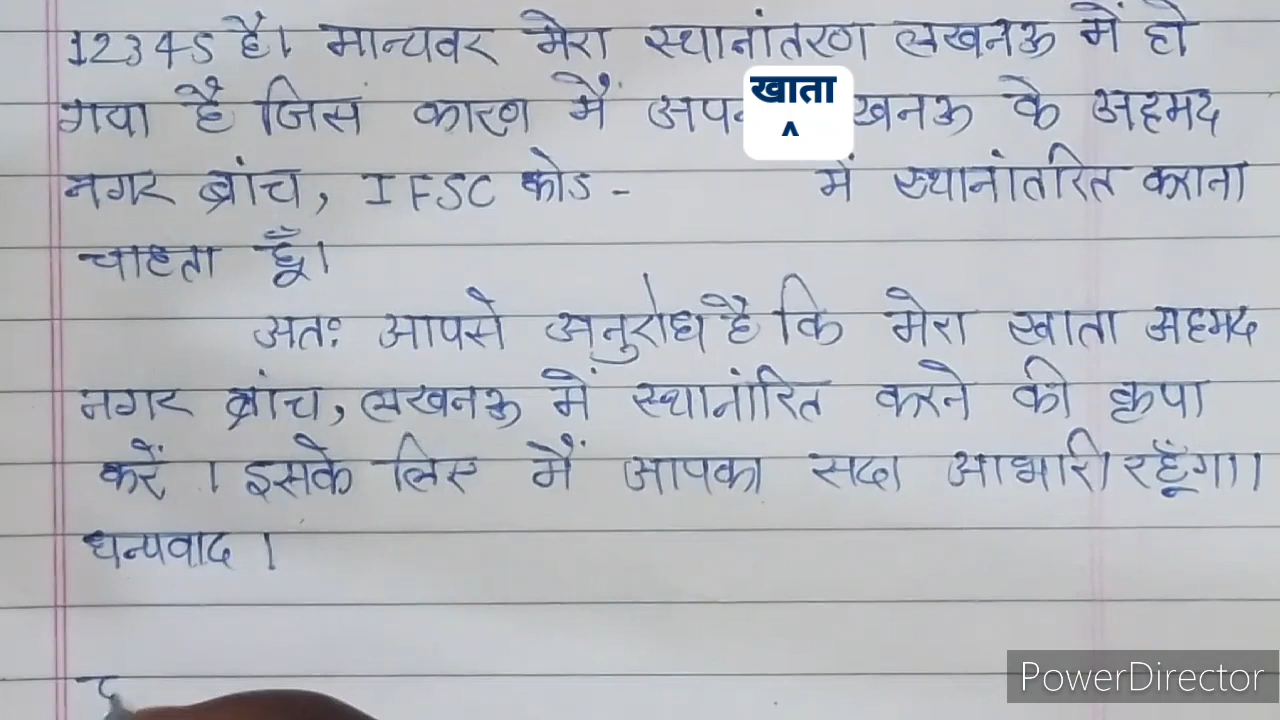 12345 है। मान्यवर मेरा स्थानांतरण लखनऊ में हो
खाता
^
गया है जिस कारण मैं खनऊ के अहमद
नगर ब्रांच, IFSC कोड - में स्थानांतरित कराना
चाहता हूँ।
अतः आपसे अनुरोध है कि मेरा खाता अहमद
नगर ब्रांच, लखनऊ में स्थानांरित करने की कृपा
करें । इसके लिए मैं आपका सदा आभारी रहूँगा।
धन्यवाद ।
PowerDirector